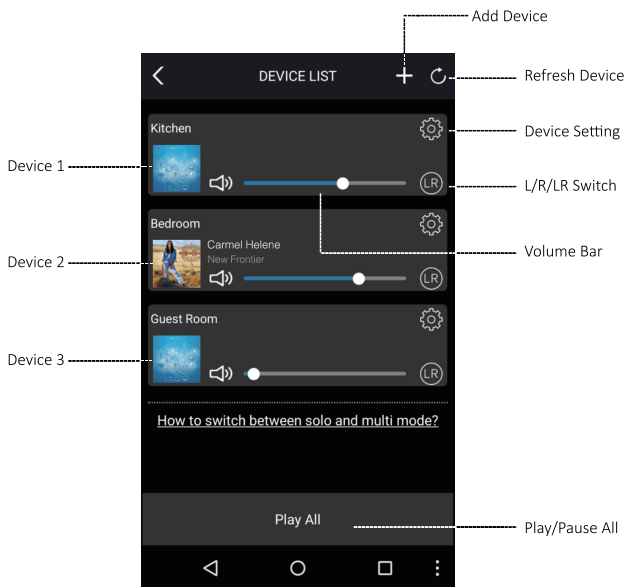 Add Device
DEVICE LIST
Refresh Device
Kitchen
Device Setting
Device 1
LR
L/R/LR Switch
Bedroom
Volume Bar
Carmel Helene
New Frontier
Device 2
LR
Guest Room
Device 3
LR
How to switch between solo and multi mode?
Play All
Play/Pause All